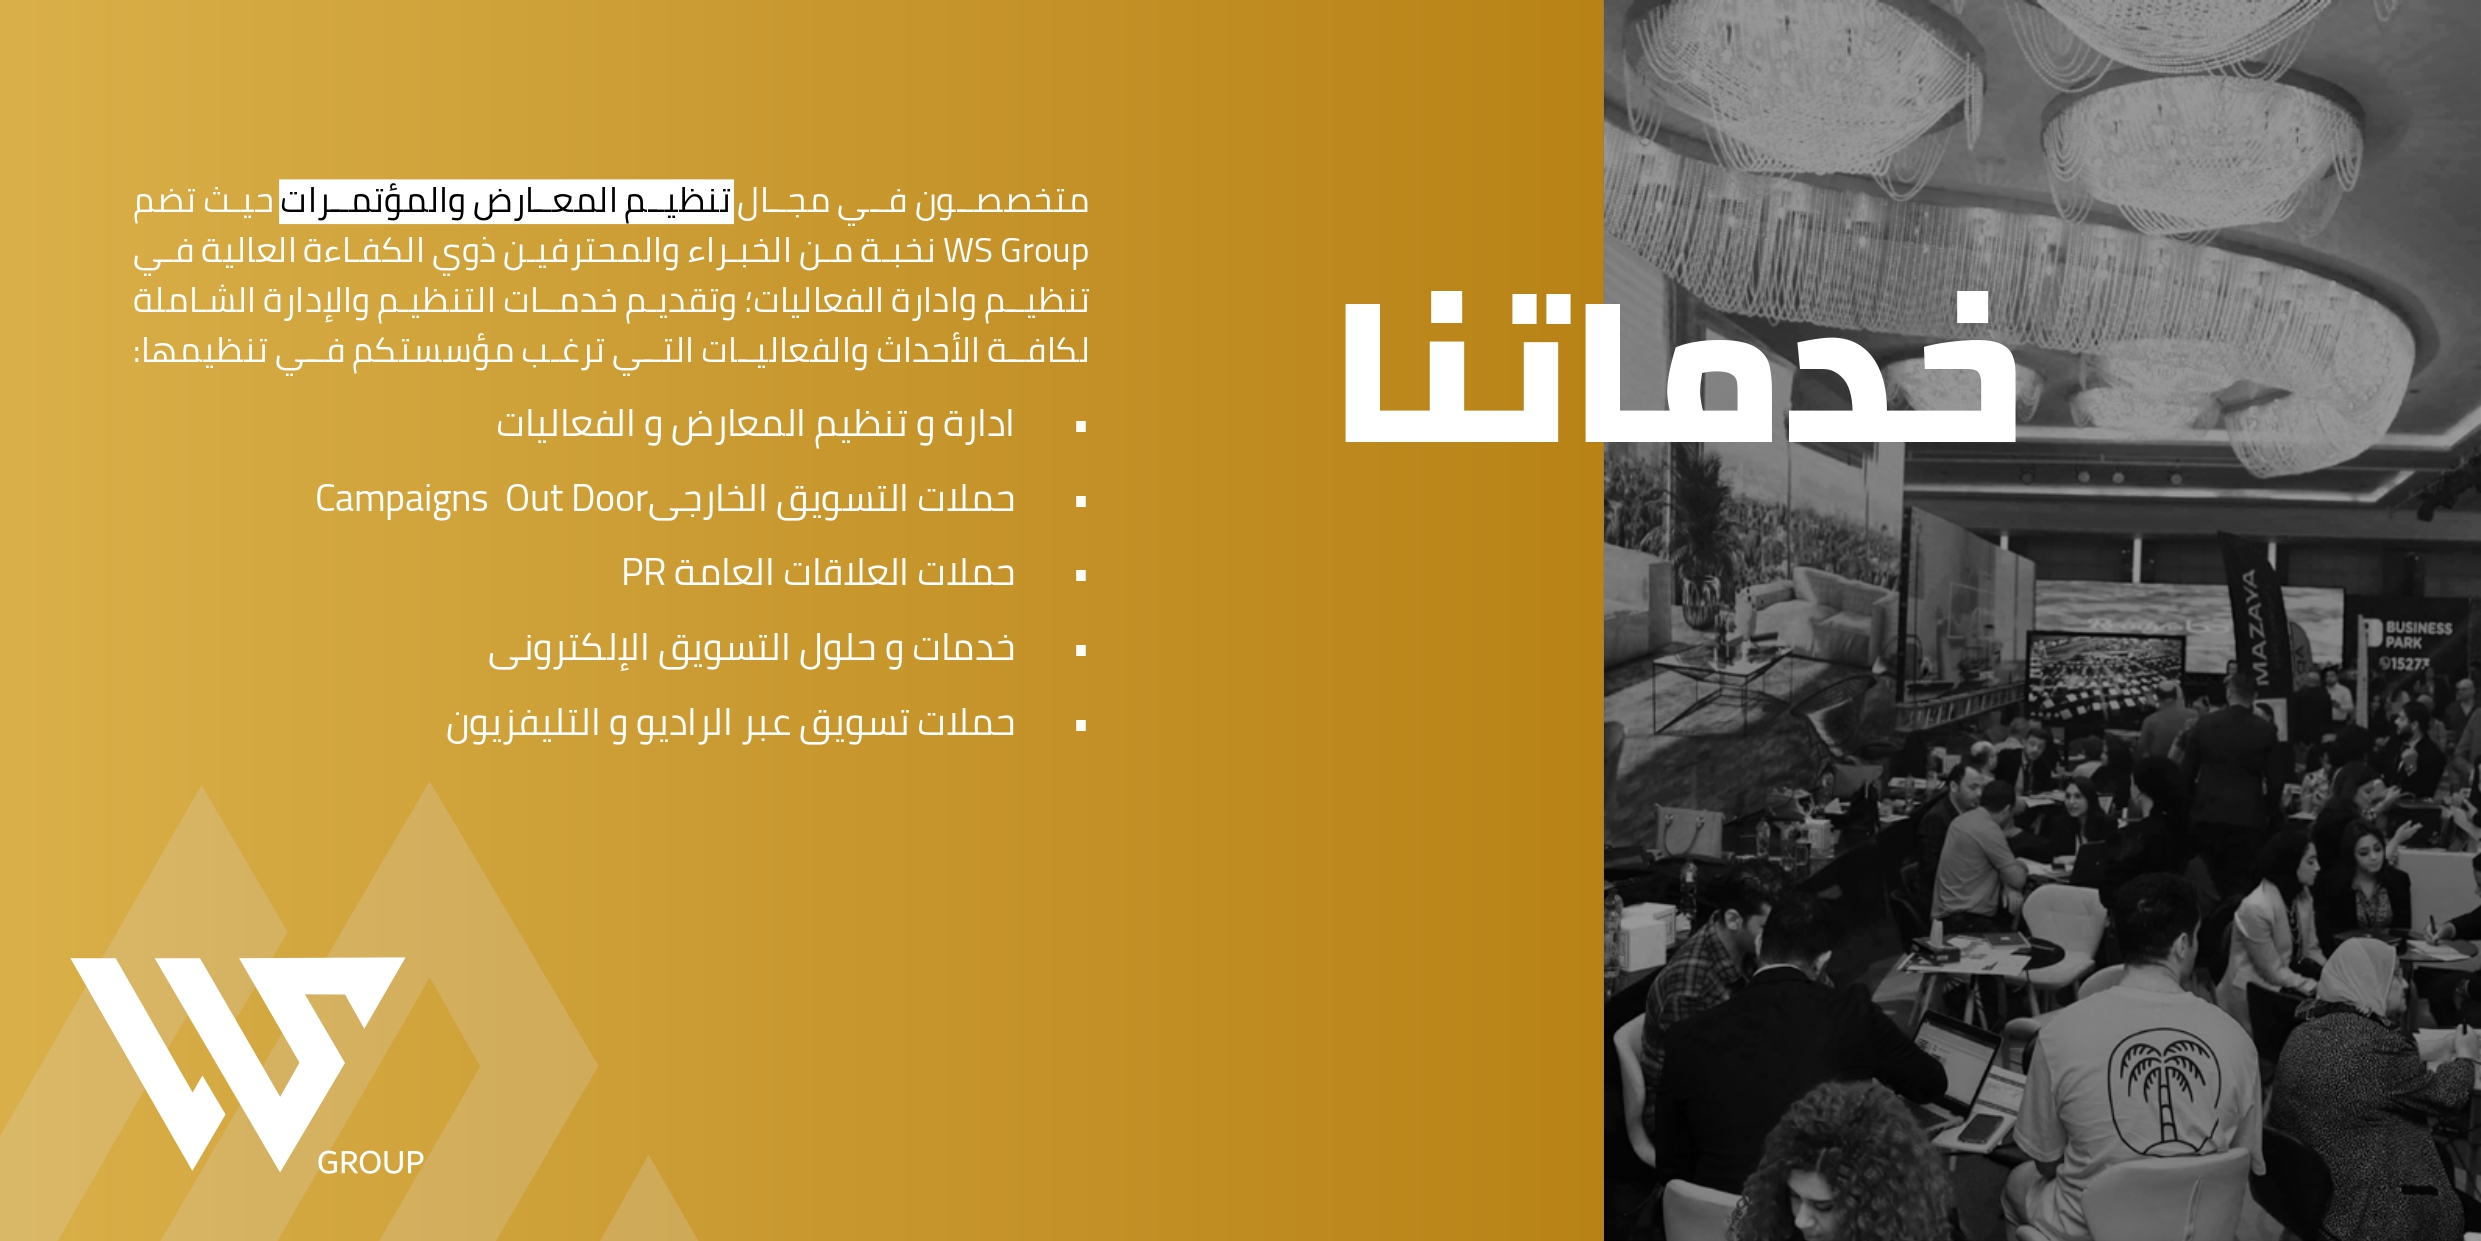 خدماتنا
متخصصون في مجال تنظيم المعارض والمؤتمرات حيث تضم
WS Group نخبة من الخبراء والمحترفين ذوي الكفاءة العالية في
تنظيم وادارة الفعاليات؛ وتقديم خدمات التنظيم والإدارة الشاملة
لكافة الأحداث والفعاليات التي ترغب مؤسستكم في تنظيمها:
▪ ادارة و تنظيم المعارض و الفعاليات
▪ حملات التسويق الخارجى Campaigns Out Door
▪ حملات العلاقات العامة PR
▪ خدمات و حلول التسويق الإلكترونى
▪ حملات تسويق عبر الراديو و التليفزيون
MAZAYA
BUSINESS
PARK
15273
WS
GROUP